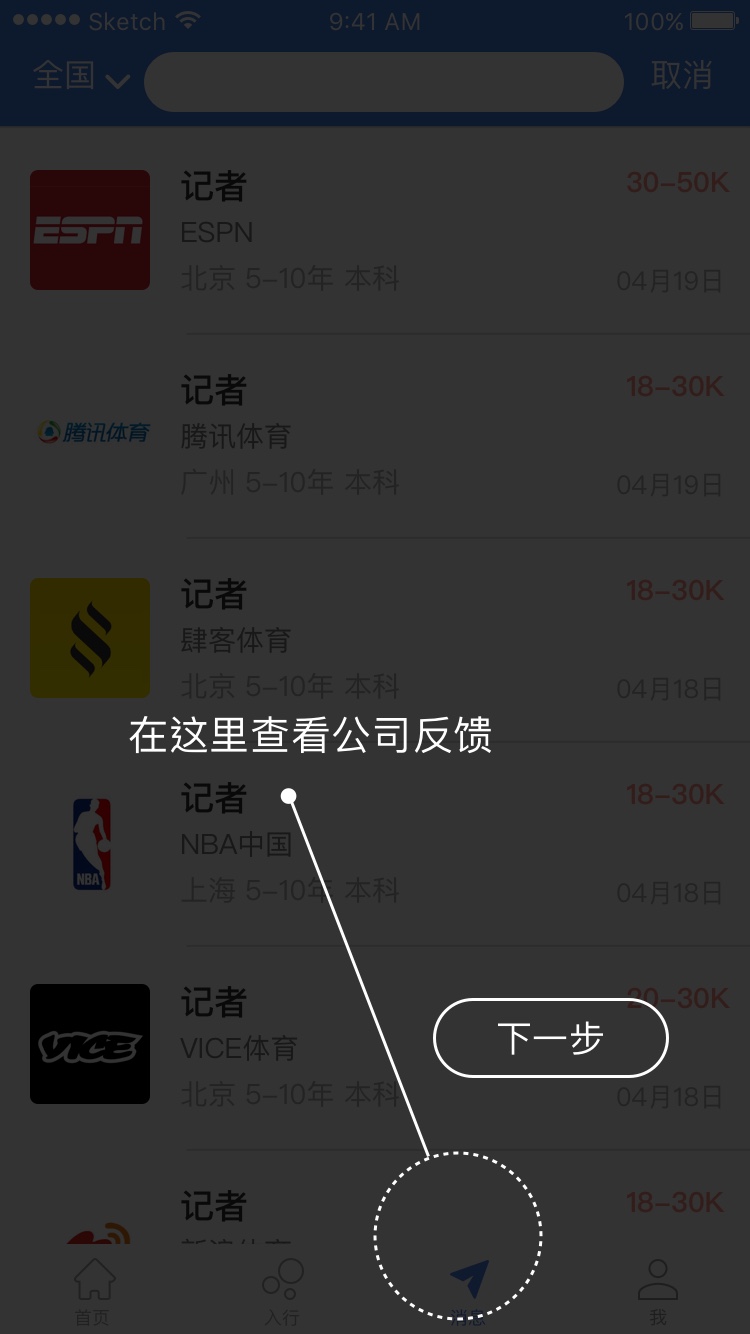 Sketch 9:41 AM 100%
全国 取消
记者 30-50K
ESPN
ESPN
北京 5-10年 本科 04月19日
记者 18-30K
腾讯体育
腾讯体育
广州 5-10年 本科 04月19日
记者 18-30K
肆客体育
北京 5-10年 本科 04月18日
在这里查看公司反馈
记者 18-30K
NBA中国
NBA
上海 5-10年 本科 04月18日
记者 20-30K
下一步
VICE
VICE体育
北京 5-10年 本科 04月18日
记者 18-30K
首页 入行 消息 我